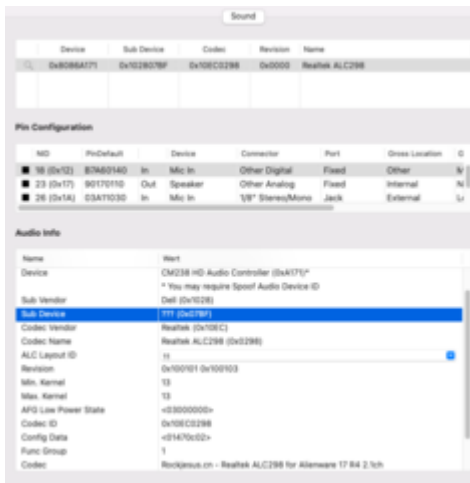 Sound
Device Sub Device Codec Revision Name
0x8086A171 0x102807BF 0x10EC0298 0x0000 Realtek ALC298
Pin Configuration
NID PinDefault Device Connector Port Gross Location
18 (0x12) B7A60140 In Mic In Other Digital Fixed Other
23 (0x17) 90170110 Out Speaker Other Analog Fixed Internal
26 (0x1A) 03A11030 In Mic In 1/8" Stereo/Mono Jack External
Audio Info
Name Wert
Device CM238 HD Audio Controller (0xA171)*
* You may require Spoof Audio Device ID
Sub Vendor Dell (0x1028)
Sub Device ??? (0x07BF)
Codec Vendor Realtek (0x10EC)
Codec Name Realtek ALC298 (0x0298)
ALC Layout ID 11
Revision 0x100101 0x100103
Min. Kernel 13
Max. Kernel 13
AFG Low Power State <03000000>
Codec ID 0x10EC0298
Config Data <01470c02>
Func Group 1
Codec Rockjesus.cn - Realtek ALC298 for Alienware 17 R4 2.1ch